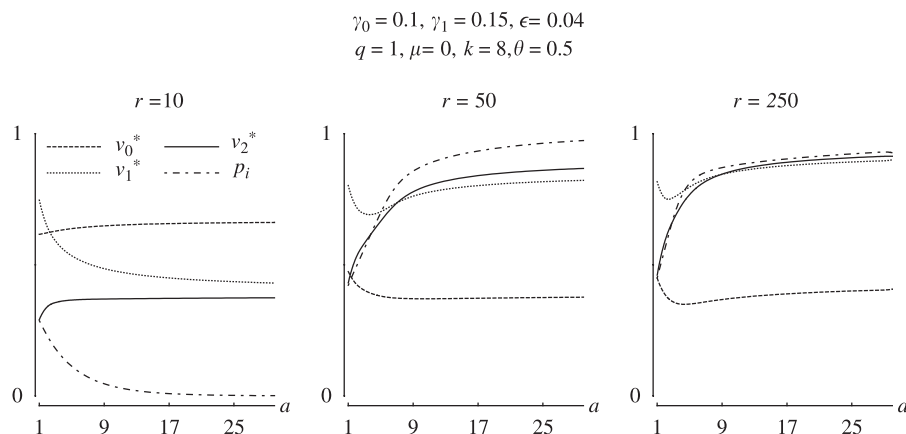 γ₀ = 0.1, γ₁ = 0.15, ϵ= 0.04
q = 1, μ= 0, k = 8, θ = 0.5
r =10
r = 50
r = 250
1
1
1
v₀* v₂*
v₁* pᵢ
0
0
0
1 9 17 25 a
1 9 17 25 a
1 9 17 25 a